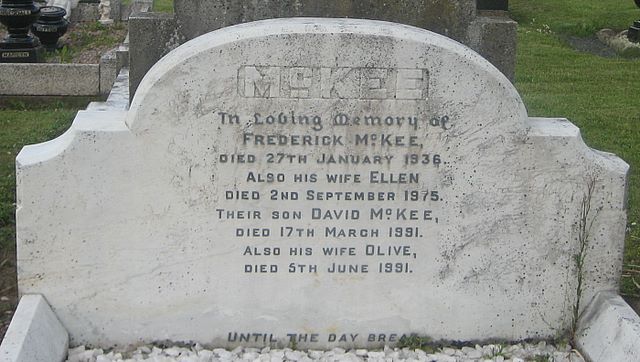 McKEE
In Loving Memory of
FREDERICK McKEE,
DIED 27TH JANUARY 1936.
ALSO HIS WIFE ELLEN
DIED 2ND SEPTEMBER 1975.
THEIR SON DAVID McKEE,
DIED 17TH MARCH 1991.
ALSO HIS WIFE OLIVE,
DIED 5TH JUNE 1991.
UNTIL THE DAY BREA